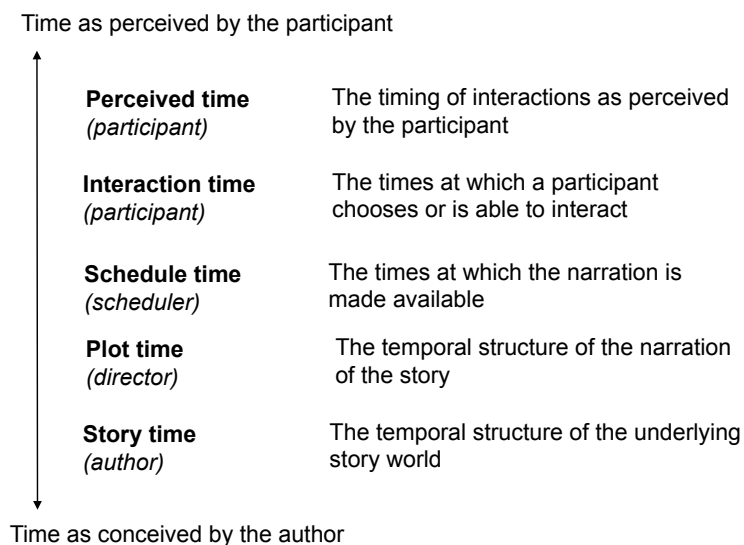 Time as perceived by the participant
Perceived time The timing of interactions as perceived
(participant) by the participant
Interaction time The times at which a participant
(participant) chooses or is able to interact
Schedule time The times at which the narration is
(scheduler) made available
Plot time The temporal structure of the narration
(director) of the story
Story time The temporal structure of the underlying
(author) story world
Time as conceived by the author